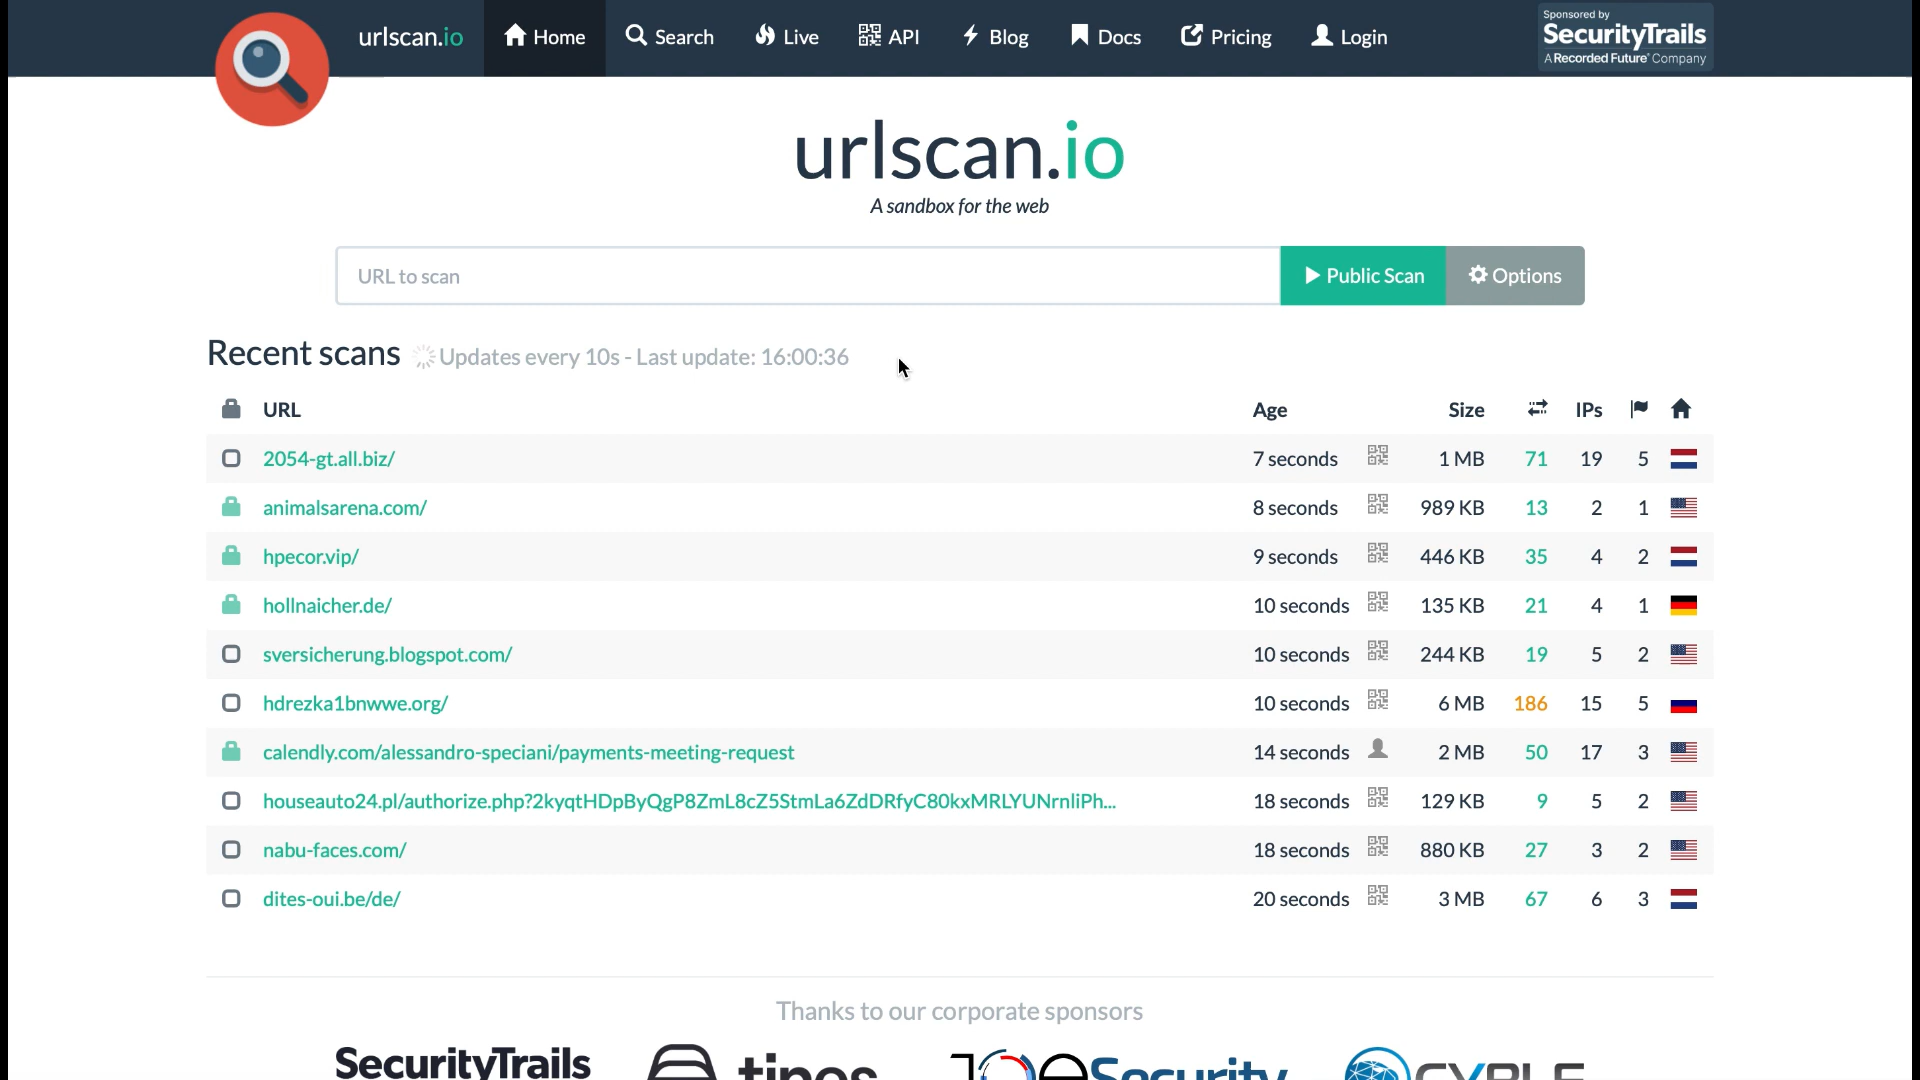 urlscan.io Home Search Live API Blog Docs Pricing Login
Sponsored by
SecurityTrails
A Recorded Future® Company
urlscan.io
A sandbox for the web
URL to scan Public Scan Options
Recent scans Updates every 10s - Last update: 16:00:36
URL Age Size IPs
2054-gt.all.biz/ 7 seconds 1 MB 71 19 5
animalsarena.com/ 8 seconds 989 KB 13 2 1
hpecor.vip/ 9 seconds 446 KB 35 4 2
hollnaicher.de/ 10 seconds 135 KB 21 4 1
sversicherung.blogspot.com/ 10 seconds 244 KB 19 5 2
hdrezka1bnwwe.org/ 10 seconds 6 MB 186 15 5
calendly.com/alessandro-speciani/payments-meeting-request 14 seconds 2 MB 50 17 3
houseauto24.pl/authorize.php?2kyqtHDpByQgP8ZmL8cZ5StmLa6ZdDRfyC80kxMRLYUNrnliPh... 18 seconds 129 KB 9 5 2
nabu-faces.com/ 18 seconds 880 KB 27 3 2
dites-oui.be/de/ 20 seconds 3 MB 67 6 3
Thanks to our corporate sponsors
SecurityTrails tines JOeSecurity CYBLE